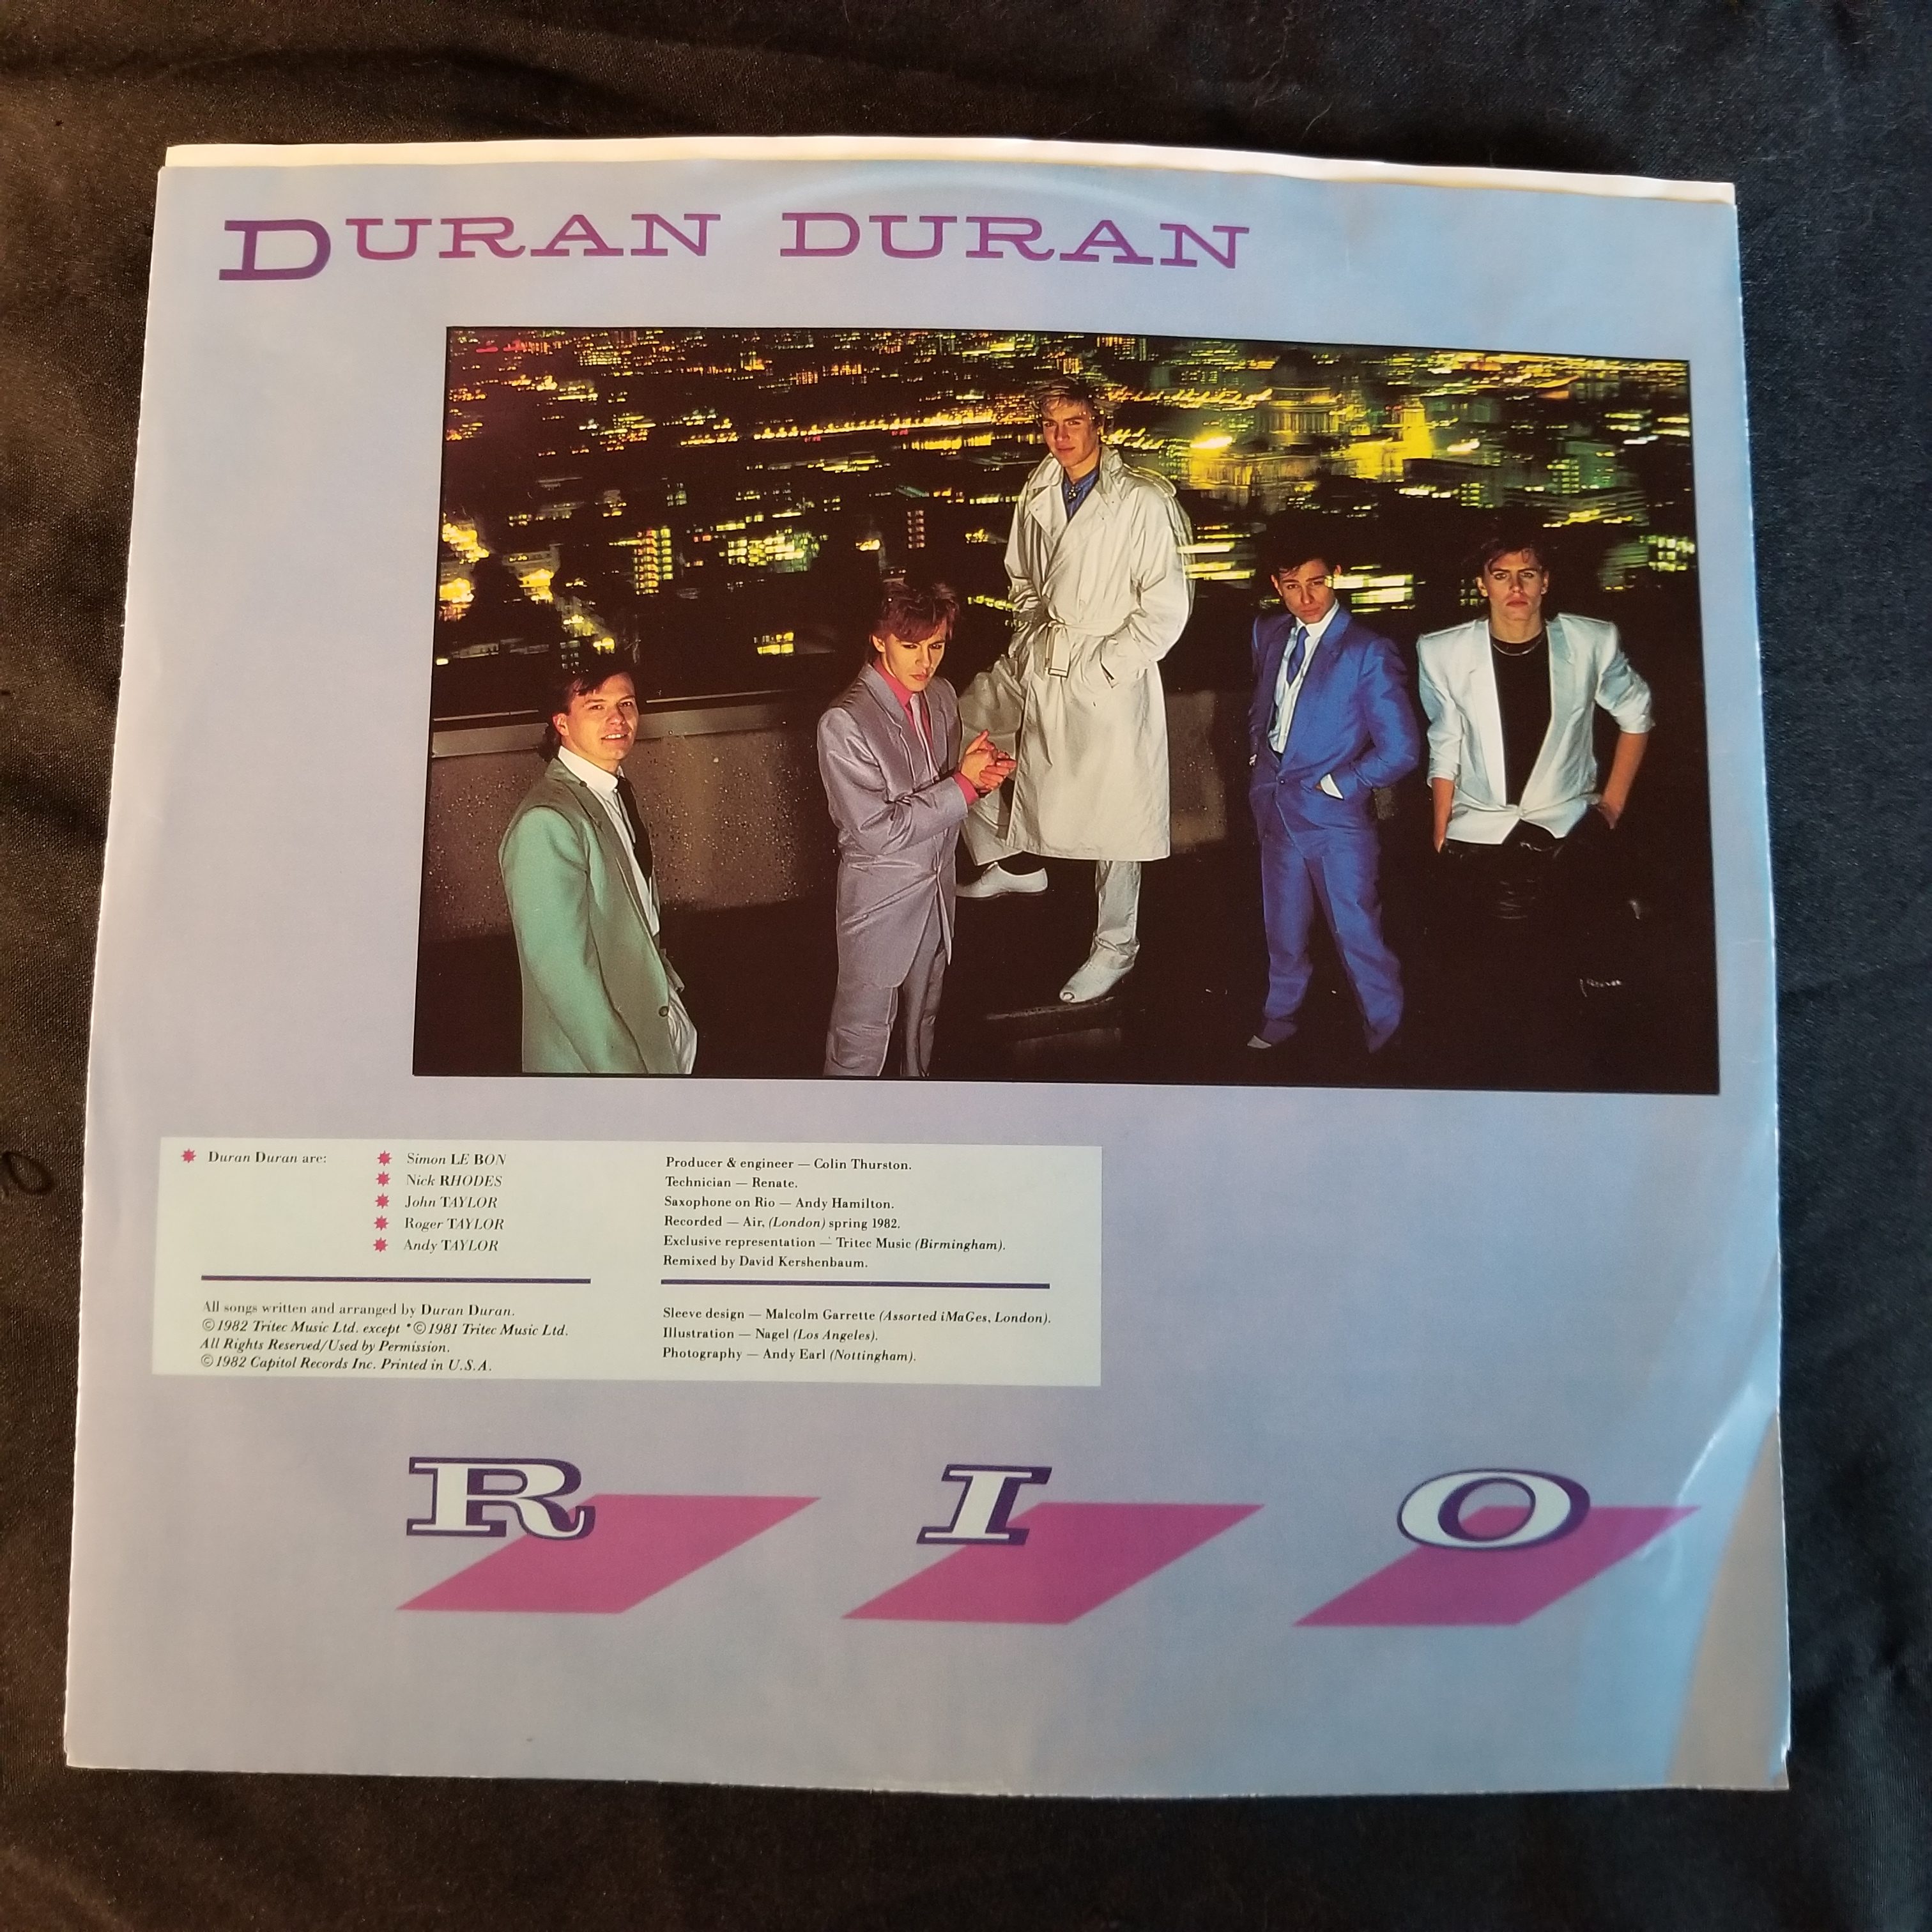 DURAN DURAN
Duran Duran are:
Simon LE BON
Nick RHODES
John TAYLOR
Roger TAYLOR
Andy TAYLOR
All songs written and arranged by Duran Duran.
©1982 Tritec Music Ltd. except *©1981 Tritec Music Ltd.
All Rights Reserved/Used by Permission.
©1982 Capitol Records Inc. Printed in U.S.A.
Producer & engineer — Colin Thurston.
Technician — Renate.
Saxophone on Rio — Andy Hamilton.
Recorded — Air, (London) spring 1982.
Exclusive representation — Tritec Music (Birmingham).
Remixed by David Kershenbaum.
Sleeve design — Malcolm Garrette (Assorted iMaGes, London).
Illustration — Nagel (Los Angeles).
Photography — Andy Earl (Nottingham).
RIO